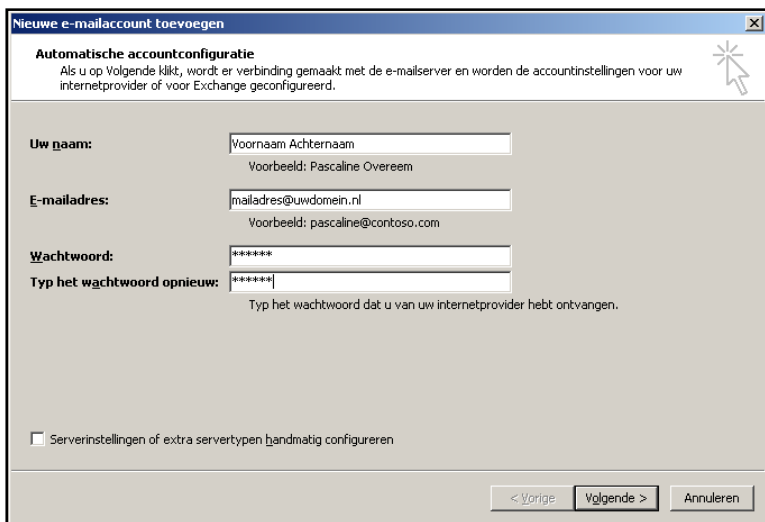 Nieuwe e-mailaccount toevoegen
Automatische accountconfiguratie
Als u op Volgende klikt, wordt er verbinding gemaakt met de e-mailserver en worden de accountinstellingen voor uw
internetprovider of voor Exchange geconfigureerd.
Uw naam: Voornaam Achternaam
Voorbeeld: Pascaline Overeem
E-mailadres: mailadres@uwdomein.nl
Voorbeeld: pascaline@contoso.com
Wachtwoord: ******
Typ het wachtwoord opnieuw: ******
Typ het wachtwoord dat u van uw internetprovider hebt ontvangen.
Serverinstellingen of extra servertypen handmatig configureren
< Vorige Volgende > Annuleren